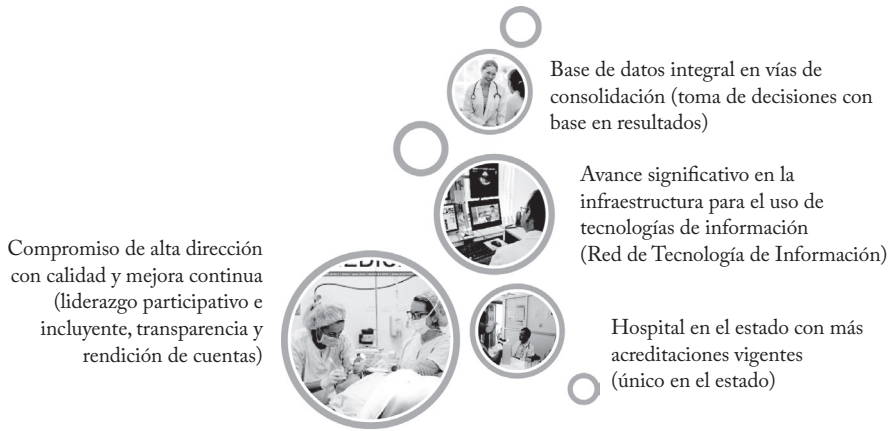 Base de datos integral en vías de
consolidación (toma de decisiones con
base en resultados)
Avance significativo en la
infraestructura para el uso de
tecnologías de información
(Red de Tecnología de Información)
Compromiso de alta dirección
con calidad y mejora continua
(liderazgo participativo e
incluyente, transparencia y
rendición de cuentas)
Hospital en el estado con más
acreditaciones vigentes
(único en el estado)